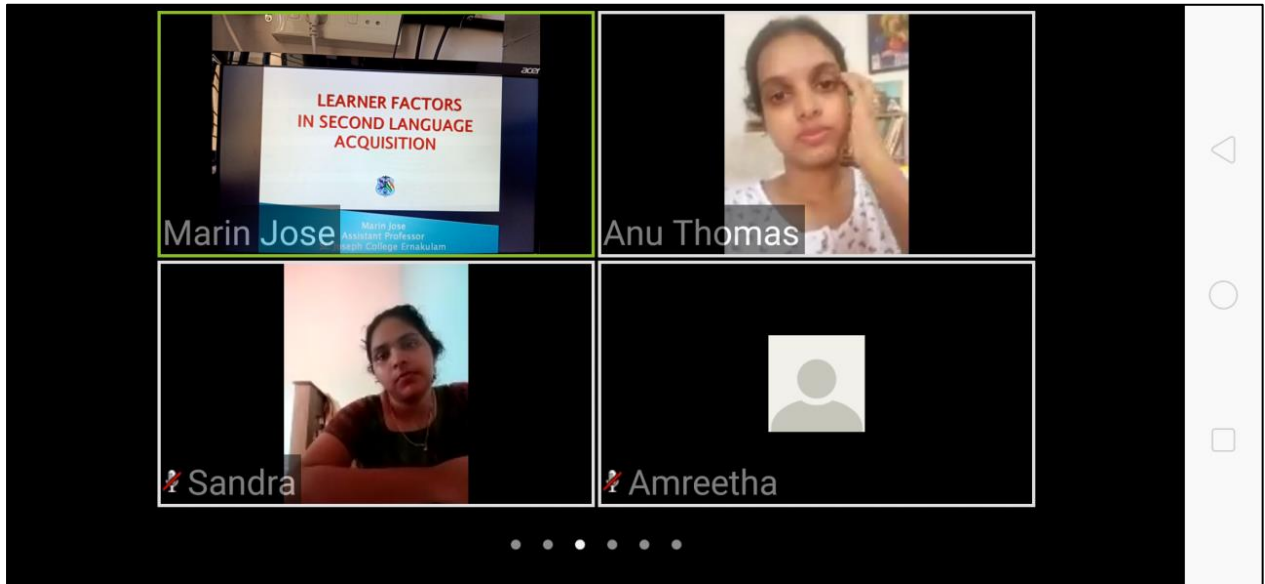 acer
LEARNER FACTORS
IN SECOND LANGUAGE
ACQUISITION
Marin Jose
Assistant Professor
seph College Ernakulam
Marin Jose
Anu Thomas
Sandra
Amreetha